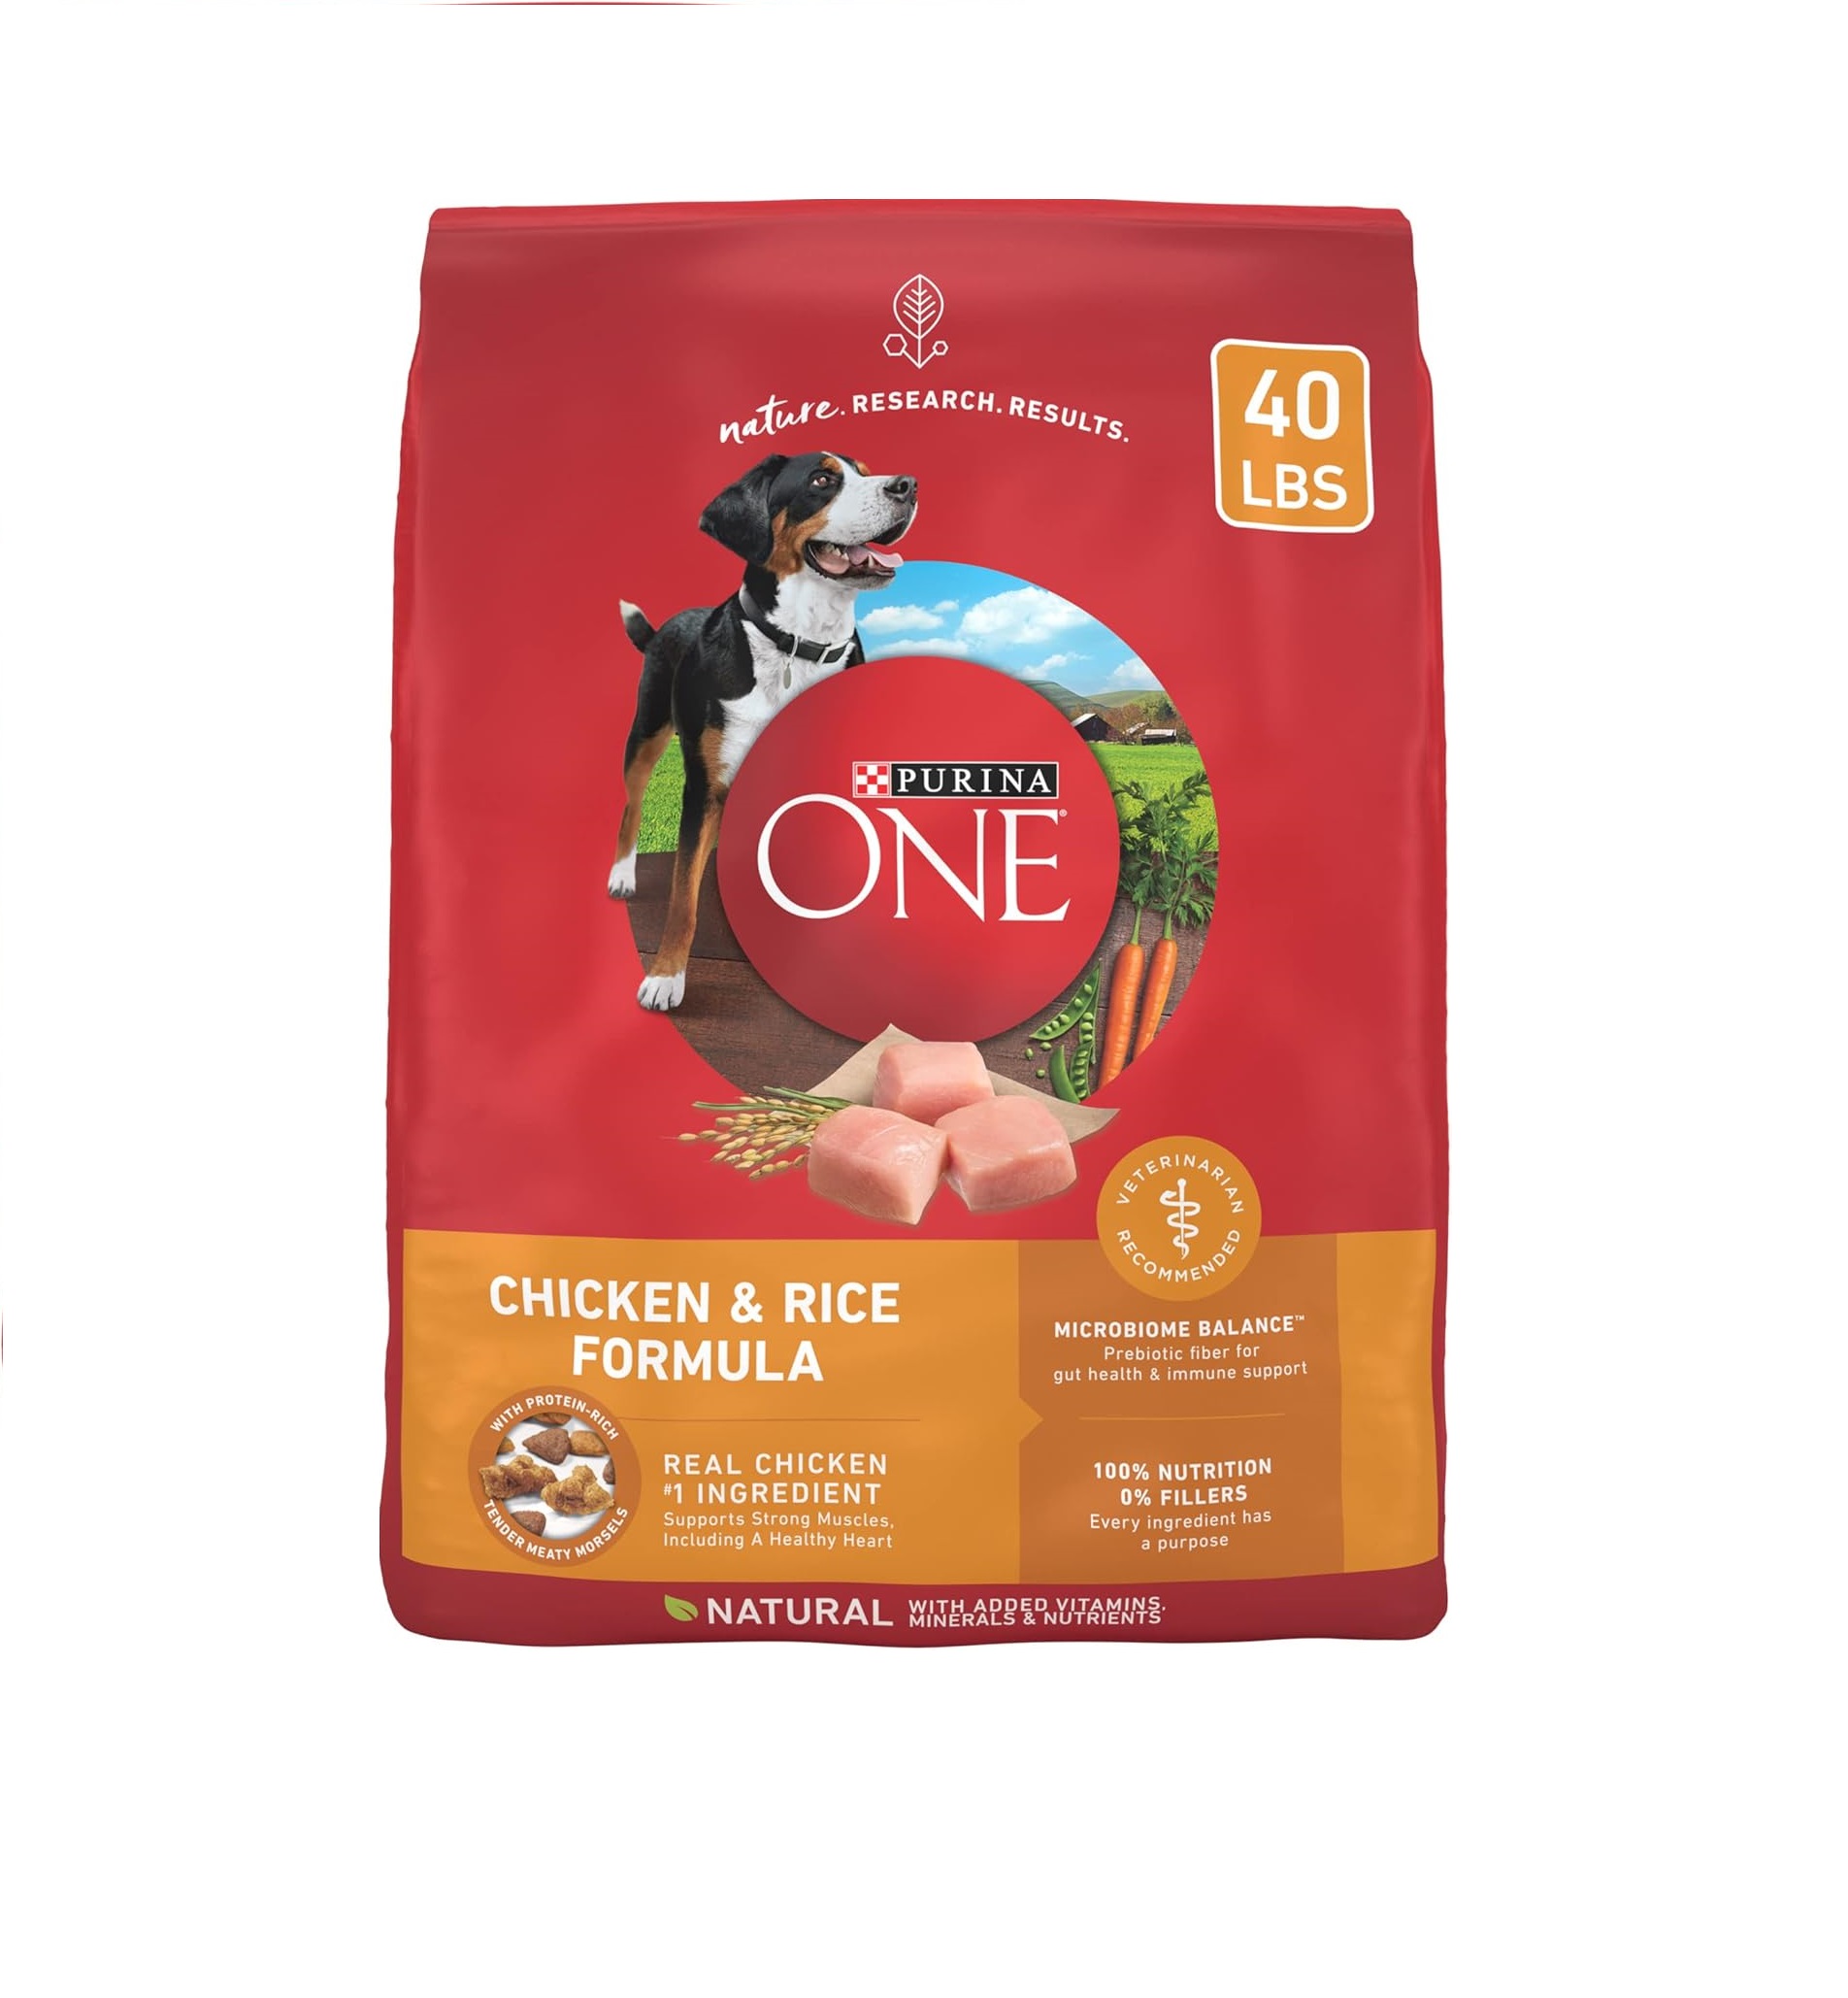 nature. RESEARCH. RESULTS.
40
LBS
PURINA
ONE®
VETERINARIAN
RECOMMENDED
CHICKEN & RICE
FORMULA
MICROBIOME BALANCE™
Prebiotic fiber for
gut health & immune support
WITH PROTEIN-RICH
TENDER MEATY MORSELS
REAL CHICKEN
#1 INGREDIENT
Supports Strong Muscles,
Including A Healthy Heart
100% NUTRITION
0% FILLERS
Every ingredient has
a purpose
NATURAL WITH ADDED VITAMINS,
MINERALS & NUTRIENTS